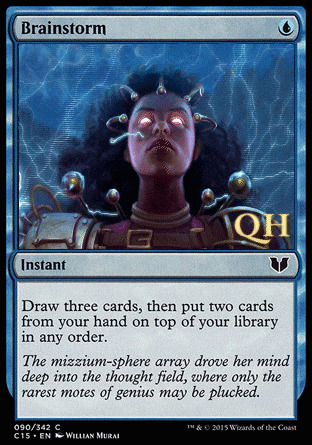 Brainstorm
QH
Instant
Draw three cards, then put two cards
from your hand on top of your library
in any order.
The mizzium-sphere array drove her mind
deep into the thought field, where only the
rarest motes of genius may be plucked.
090/342 C
C15 • EN Willian Murai
™ & © 2015 Wizards of the Coast